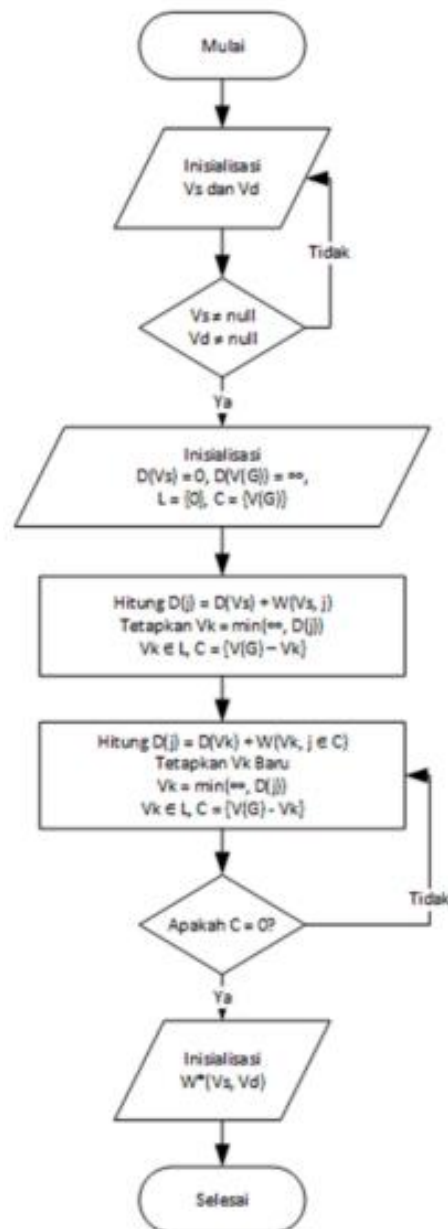 Mulai
Inisialisasi
Vs dan Vd
Tidak
Vs ≠ null
Vd ≠ null
Ya
Inisialisasi
D(Vs) = 0, D(V(G)) = ∞,
L = {0}, C = {V(G)}
Hitung D(j) = D(Vs) + W(Vs, j)
Tetapkan Vk = min(∞, D(j))
Vk ∈ L, C = {V(G) – Vk}
Hitung D(j) = D(Vk) + W(Vk, j ∈ C)
Tetapkan Vk Baru
Vk = min(∞, D(j))
Vk ∈ L, C = {V(G) - Vk}
Tidak
Apakah C = 0?
Ya
Inisialisasi
W*(Vs, Vd)
Selesai